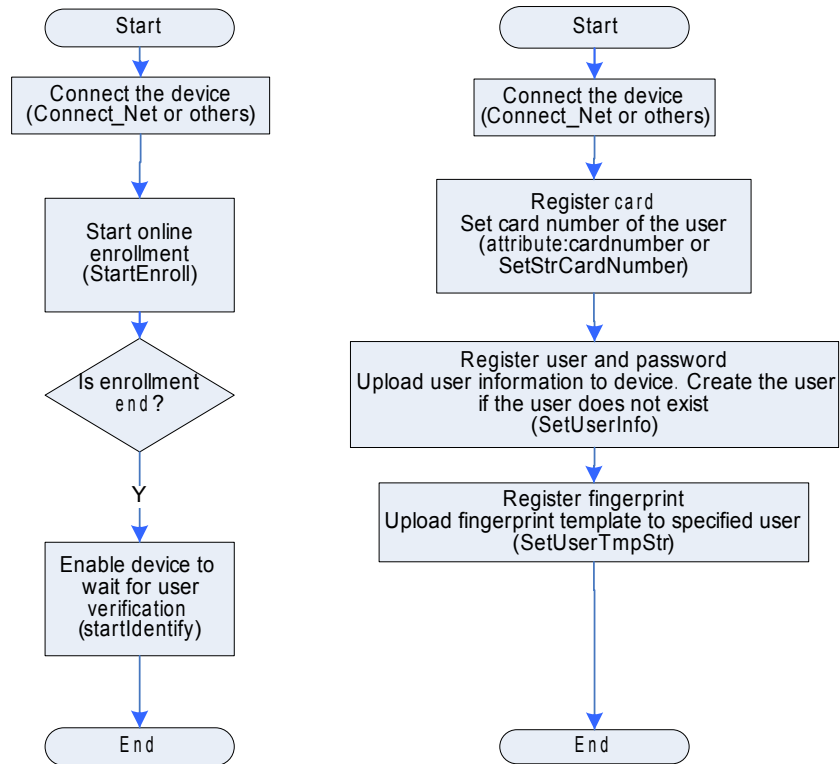 Start
Connect the device
(Connect_Net or others)
Start online
enrollment
(StartEnroll)
Is enrollment
end?
Y
Enable device to
wait for user
verification
(startIdentify)
End
Start
Connect the device
(Connect_Net or others)
Register card
Set card number of the user
(attribute:cardnumber or
SetStrCardNumber)
Register user and password
Upload user information to device. Create the user
if the user does not exist
(SetUserInfo)
Register fingerprint
Upload fingerprint template to specified user
(SetUserTmpStr)
End